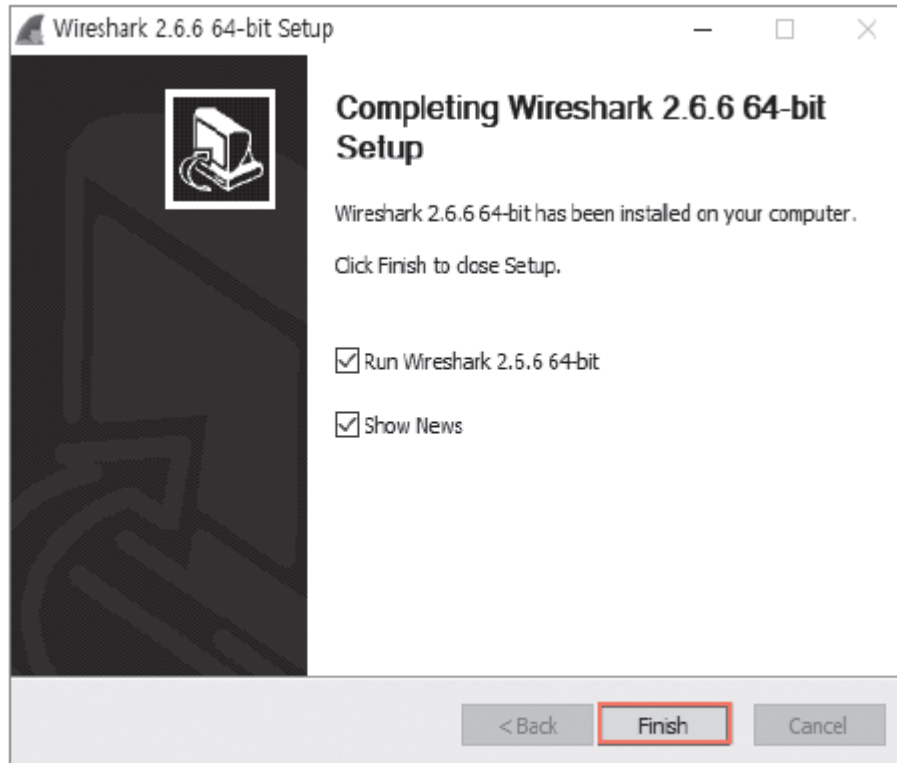 Wireshark 2.6.6 64-bit Setup
Completing Wireshark 2.6.6 64-bit
Setup
Wireshark 2.6.6 64-bit has been installed on your computer.
Click Finish to close Setup.
Run Wireshark 2.6.6 64-bit
Show News
< Back Finish Cancel